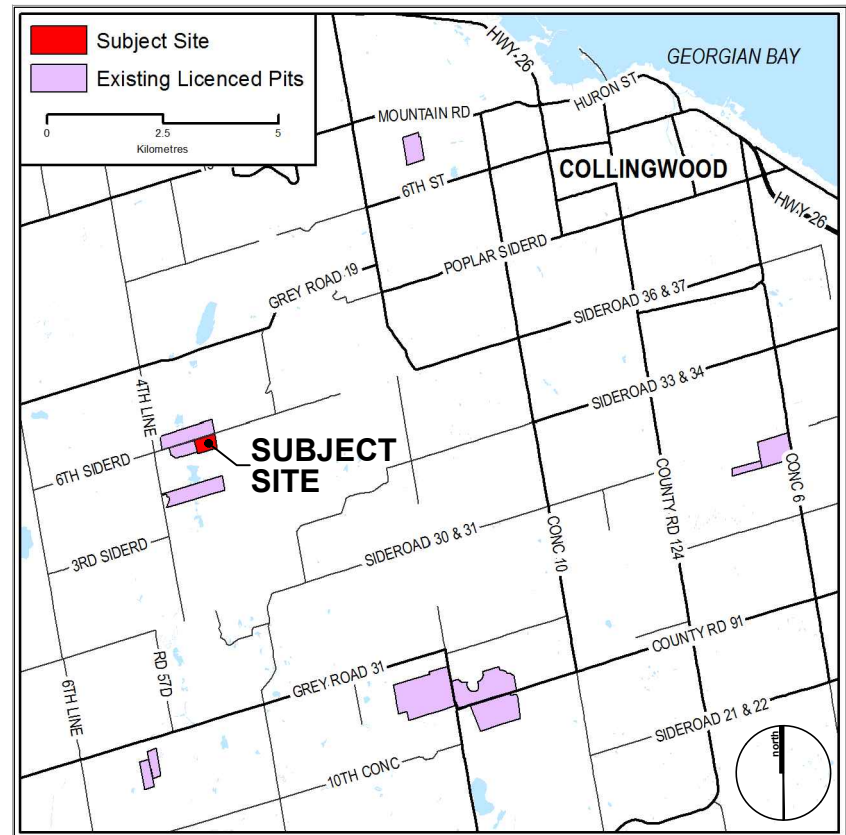 Subject Site
Existing Licenced Pits
0
2.5
5
Kilometres
HWY-26
GEORGIAN BAY
MOUNTAIN RD
HURON ST
6TH ST
COLLINGWOOD
HWY-26
POPLAR SIDERD
GREY ROAD 19
SIDEROAD 36 & 37
4TH LINE
SIDEROAD 33 & 34
SUBJECT
SITE
6TH SIDERD
COUNTY RD 124
CONC 6
CONC 10
SIDEROAD 30 & 31
3RD SIDERD
COUNTY RD 91
RD 57D
6TH LINE
GREY ROAD 31
SIDEROAD 21 & 22
10TH CONC
north